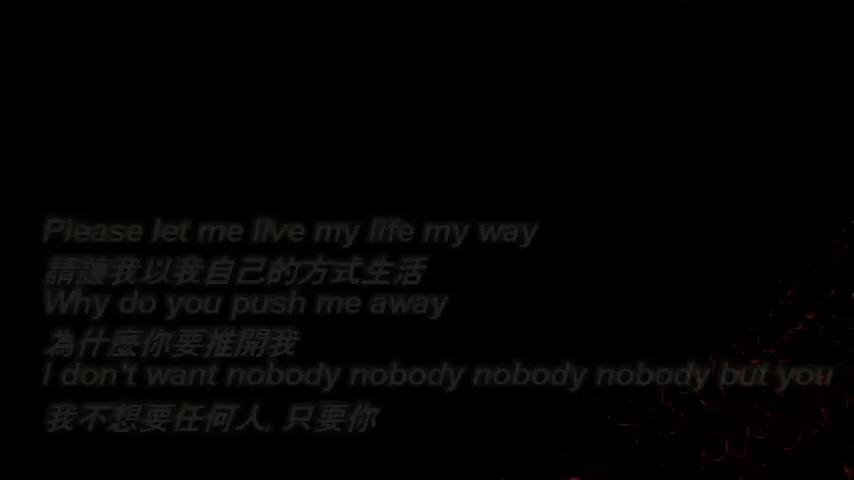 Please let me live my life my way
請讓我以我自己的方式生活
Why do you push me away
為什麼你要推開我
I don't want nobody nobody nobody nobody but you
我不想要任何人, 只要你